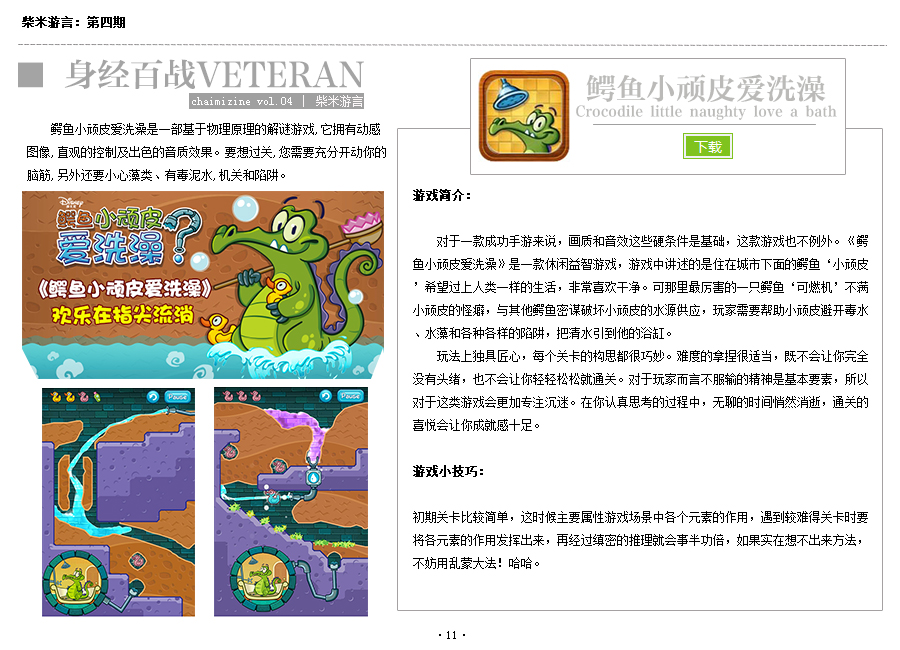 柴米游言：第四期
身经百战VETERAN
chaimizine vol.04 | 柴米游言
鳄鱼小顽皮爱洗澡是一部基于物理原理的解谜游戏,它拥有动感
图像,直观的控制及出色的音质效果。要想过关,您需要充分开动你的
脑筋,另外还要小心藻类、有毒泥水,机关和陷阱。
Disney
鳄鱼小顽皮
爱洗澡?
《鳄鱼小顽皮爱洗澡》
欢乐在指尖流淌
Pause
Pause
鳄鱼小顽皮爱洗澡
Crocodile little naughty love a bath
下载
游戏简介：
对于一款成功手游来说，画质和音效这些硬条件是基础，这款游戏也不例外。《鳄
鱼小顽皮爱洗澡》是一款休闲益智游戏，游戏中讲述的是住在城市下面的鳄鱼‘小顽皮
’希望过上人类一样的生活，非常喜欢干净。可那里最厉害的一只鳄鱼‘可燃机’不满
小顽皮的怪癖，与其他鳄鱼密谋破坏小顽皮的水源供应，玩家需要帮助小顽皮避开毒水
、水藻和各种各样的陷阱，把清水引到他的浴缸。
玩法上独具匠心，每个关卡的构思都很巧妙。难度的拿捏很适当，既不会让你完全
没有头绪，也不会让你轻轻松松就通关。对于玩家而言不服输的精神是基本要素，所以
对于这类游戏会更加专注沉迷。在你认真思考的过程中，无聊的时间悄然消逝，通关的
喜悦会让你成就感十足。
游戏小技巧：
初期关卡比较简单，这时候主要属性游戏场景中各个元素的作用，遇到较难得关卡时要
将各元素的作用发挥出来，再经过缜密的推理就会事半功倍，如果实在想不出来方法，
不妨用乱蒙大法！哈哈。
·11·